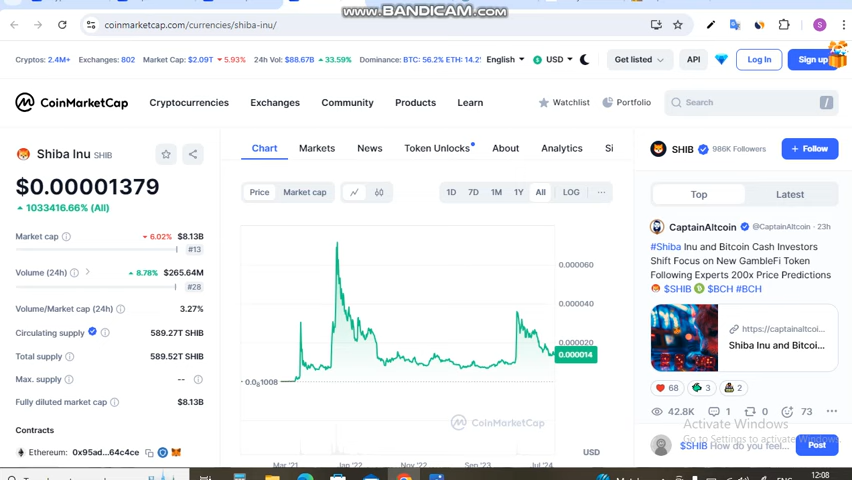 www.BANDICAM.com
coinmarketcap.com/currencies/shiba-inu/
S
Cryptos: 2.4M+ Exchanges: 802 Market Cap: $2.09T 5.93% 24h Vol: $88.67B 33.59% Dominance: BTC: 56.2% ETH: 14.2 English USD Get listed API Log In Sign up
CoinMarketCap Cryptocurrencies Exchanges Community Products Learn Watchlist Portfolio Search /
Shiba Inu SHIB
$0.00001379
1033416.66% (All)
Market cap 6.02% $8.13B
#13
Volume (24h) 8.78% $265.64M
#28
Volume/Market cap (24h) 3.27%
Circulating supply 589.27T SHIB
Total supply 589.52T SHIB
Max. supply --
Fully diluted market cap $8.13B
Contracts
Ethereum: 0x95ad...64c4ce
Chart Markets News Token Unlocks About Analytics Si
Price Market cap 1D 7D 1M 1Y All LOG ...
0.000060
0.000040
0.000020
0.000014
0.0₉1008
CoinMarketCap
USD
Mar '21 Jan '22 Nov '22 Sep '23 Jul '24
SHIB 986K Followers + Follow
Top Latest
CaptainAltcoin @CaptainAltcoin · 23h
#Shiba Inu and Bitcoin Cash Investors
Shift Focus on New GambleFi Token
Following Experts 200x Price Predictions
$SHIB $BCH #BCH
https://captainaltcoi...
Shiba Inu and Bitcoi...
68 3 2
42.8K 1 0 73
Activate Windows
Go to Settings to activate Windows.
$SHIB How do you feel... Post
ENG 12:08